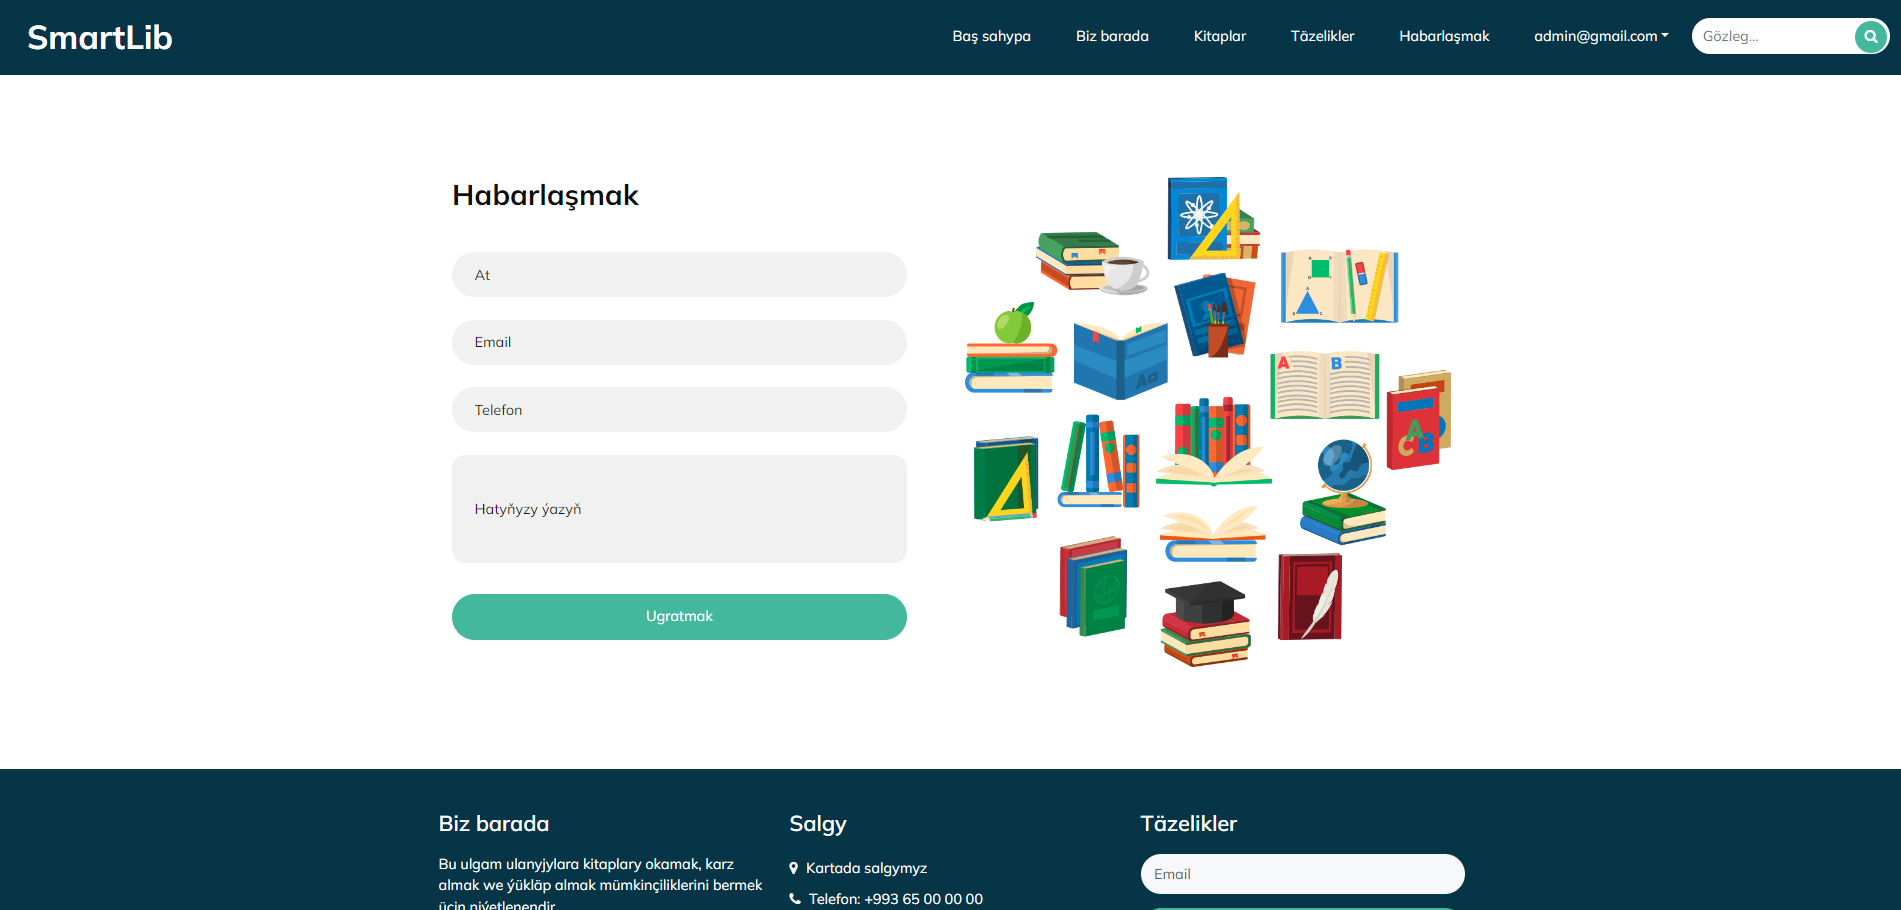 SmartLib
Baş sahypa
Biz barada
Kitaplar
Täzelikler
Habarlaşmak
admin@gmail.com
Gözleg...
Habarlaşmak
At
Email
Telefon
Hatyňyzy ýazyň
Ugratmak
A B
Aa
A
C B
Biz barada
Bu ulgam ulanyjylara kitaplary okamak, karz
almak we ýükläp almak mümkinçiliklerini bermek
üçin niýetlenendir.
Salgy
Kartada salgymyz
Telefon: +993 65 00 00 00
Täzelikler
Email